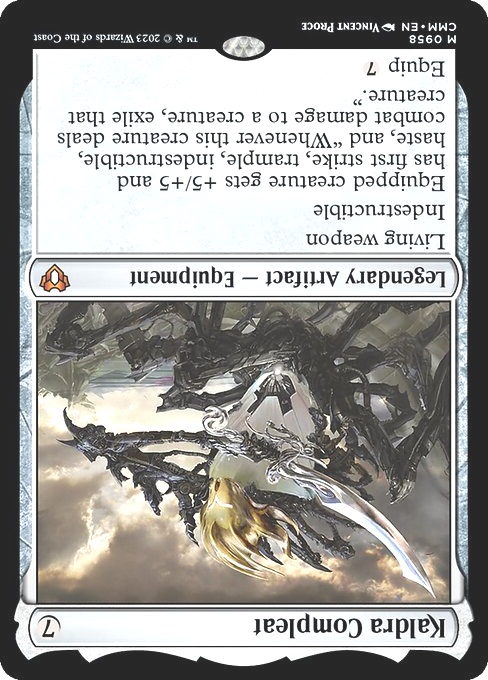 Kaldra Compleat 7
Legendary Artifact — Equipment
Living weapon
Indestructible
Equipped creature gets +5/+5 and
has first strike, trample, indestructible,
haste, and “Whenever this creature deals
combat damage to a creature, exile that
creature.”
Equip 7
M 0958
CMM • EN Vincent Proce
™ & © 2023 Wizards of the Coast